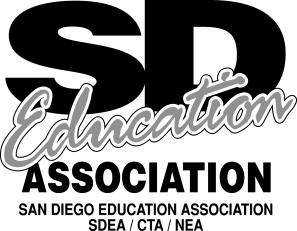 SD
Education
ASSOCIATION
SAN DIEGO EDUCATION ASSOCIATION
SDEA / CTA / NEA